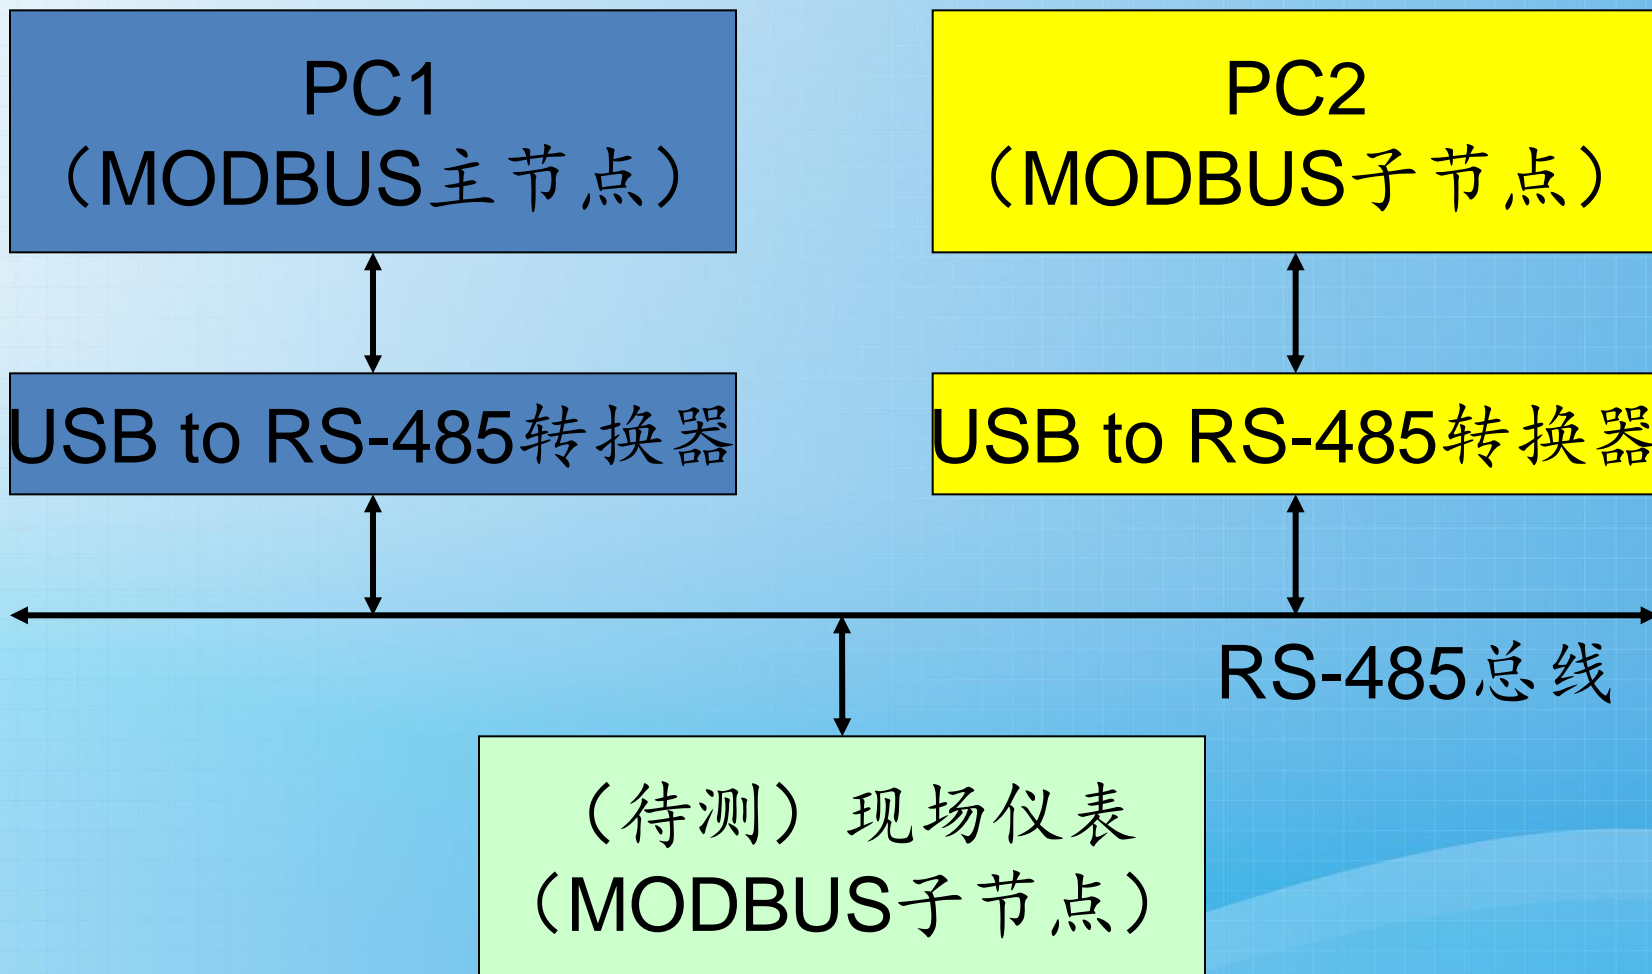 PC1
（MODBUS主节点）
PC2
（MODBUS子节点）
USB to RS-485转换器
USB to RS-485转换器
RS-485总线
（待测）现场仪表
（MODBUS子节点）